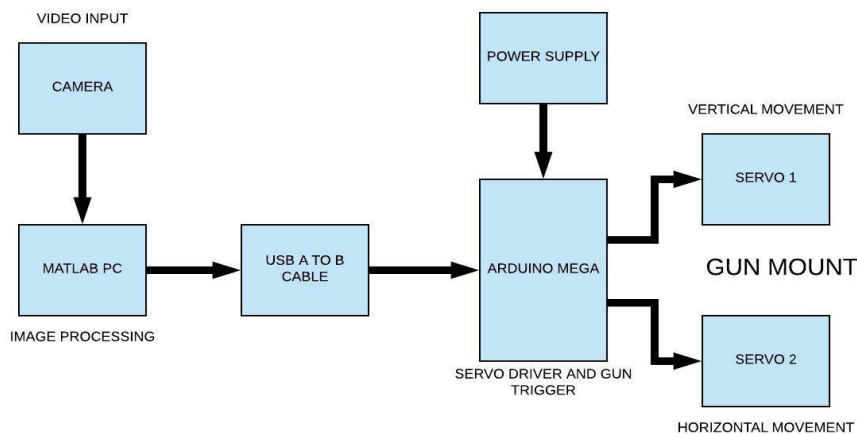 VIDEO INPUT
CAMERA
POWER SUPPLY
VERTICAL MOVEMENT
SERVO 1
MATLAB PC
USB A TO B
CABLE
ARDUINO MEGA
GUN MOUNT
IMAGE PROCESSING
SERVO 2
SERVO DRIVER AND GUN
TRIGGER
HORIZONTAL MOVEMENT